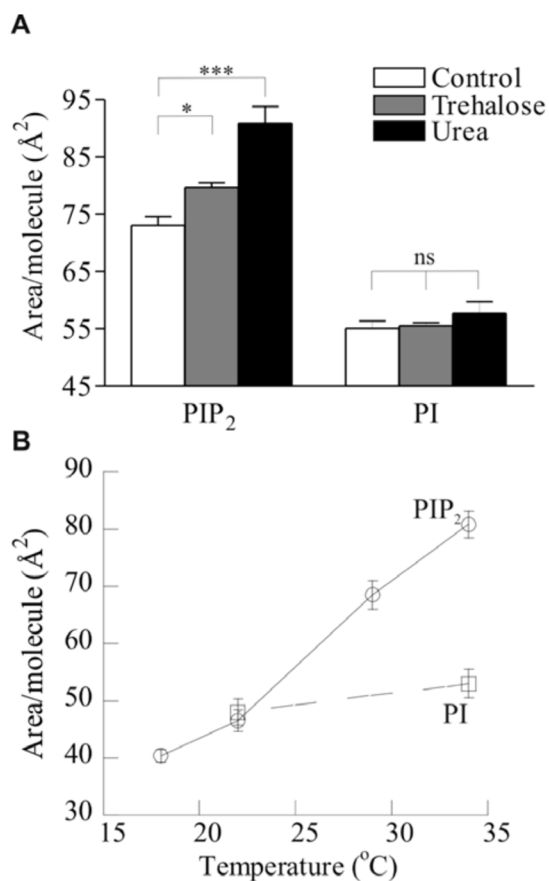 A
Control
Trehalose
Urea
***
*
ns
Area/molecule (Å²)
95
85
75
65
55
45
PIP₂
PI
B
Area/molecule (Å²)
90
80
70
60
50
40
30
PIP₂
PI
15
20
25
30
35
Temperature (°C)